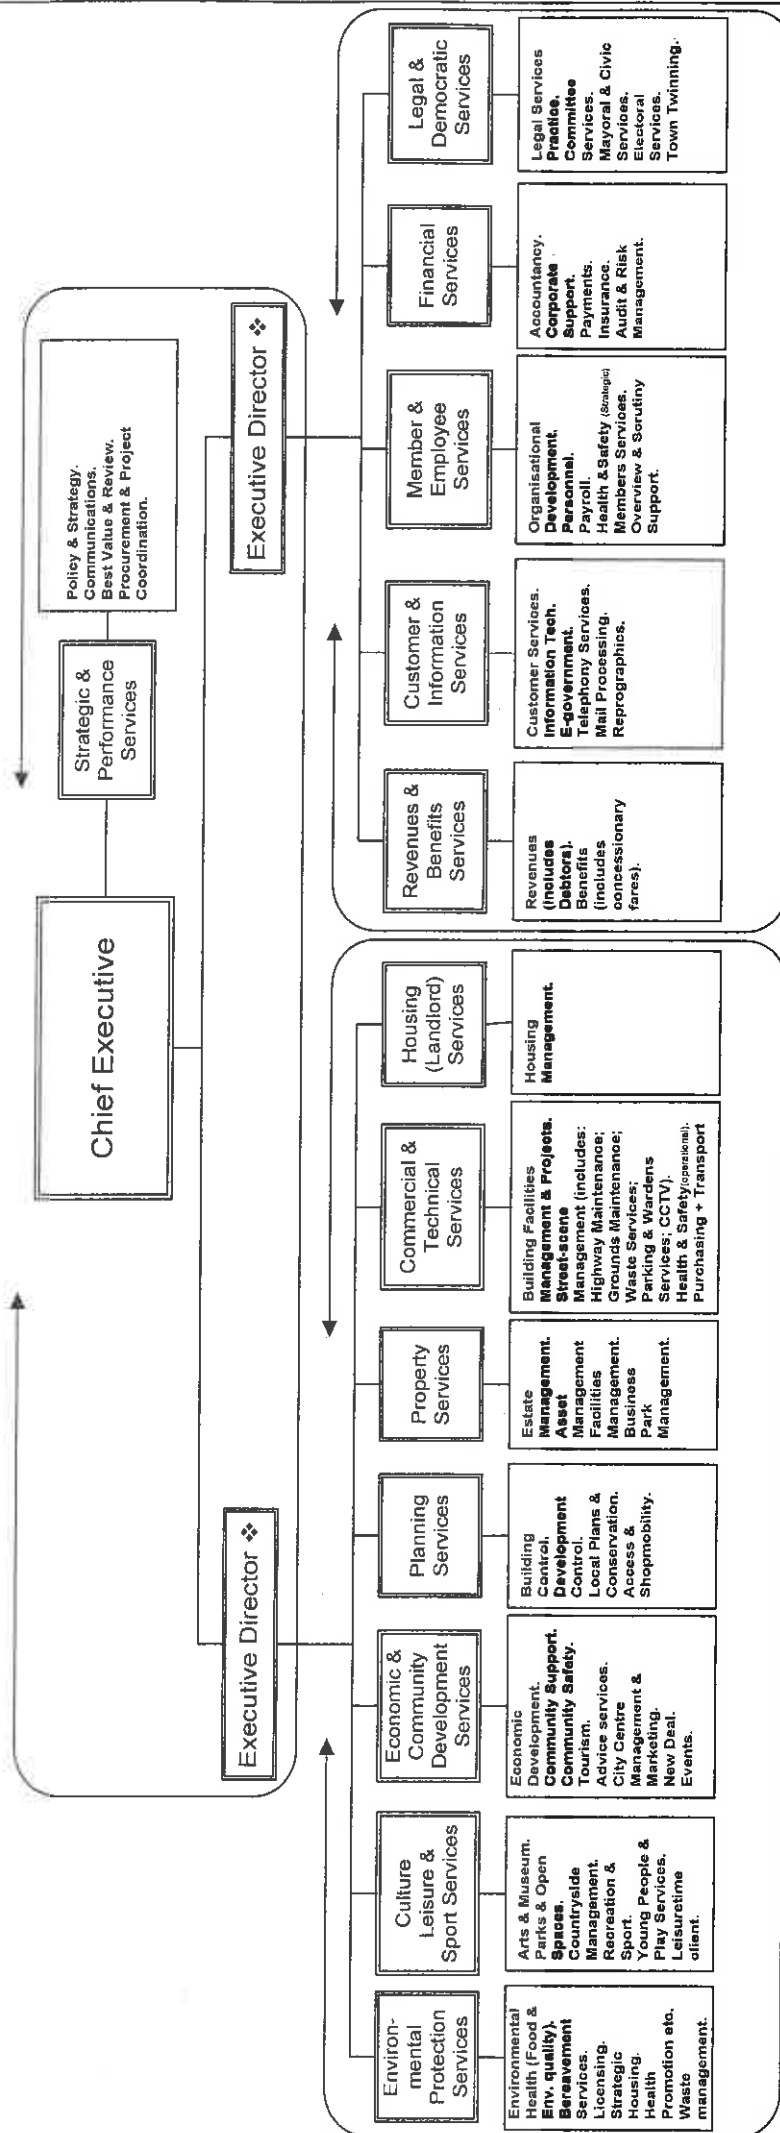 Chief Executive
Strategic &
Performance
Services
Policy & Strategy.
Communications.
Best Value & Review.
Procurement & Project
Coordination.
Executive Director ❖
Executive Director ❖
Environ-
mental
Protection
Services
Culture
Leisure &
Sport Services
Economic &
Community
Development
Services
Planning
Services
Property
Services
Commercial &
Technical
Services
Housing
(Landlord)
Services
Revenues &
Benefits
Services
Customer &
Information
Services
Member &
Employee
Services
Financial
Services
Legal &
Democratic
Services
Environmental
Health (Food &
Env. quality).
Bereavement
Services.
Licensing.
Strategic
Housing.
Health
Promotion etc.
Waste
management.
Arts & Museum.
Parks & Open
Spaces.
Countryside
Management.
Recreation &
Sport.
Young People &
Play Services.
Leisuretime
client.
Economic
Development.
Community Support.
Community Safety.
Tourism.
Advice services.
City Centre
Management &
Marketing.
New Deal.
Events.
Building
Control.
Development
Control.
Local Plans &
Conservation.
Access &
Shopmobility.
Estate
Management.
Asset
Management
Facilities
Management.
Business
Park
Management.
Building Facilities
Management & Projects.
Street-scene
Management (includes:
Highway Maintenance;
Grounds Maintenance;
Waste Services;
Parking & Wardens
Services; CCTV).
Health & Safety(operational).
Purchasing + Transport
Housing
Management.
Revenues
(includes
Debtors).
Benefits
(includes
concessionary
fares).
Customer Services.
Information Tech.
E-government.
Telephony Services.
Mail Processing.
Reprographics.
Organisational
Development.
Personnel.
Payroll.
Health &Safety (Strategic)
Members Services.
Overview & Scrutiny
Support.
Accountancy.
Corporate
Support.
Payments.
Insurance.
Audit & Risk
Management.
Legal Services
Practice.
Committee
Services.
Mayoral & Civic
Services.
Electoral
Services.
Town Twinning.